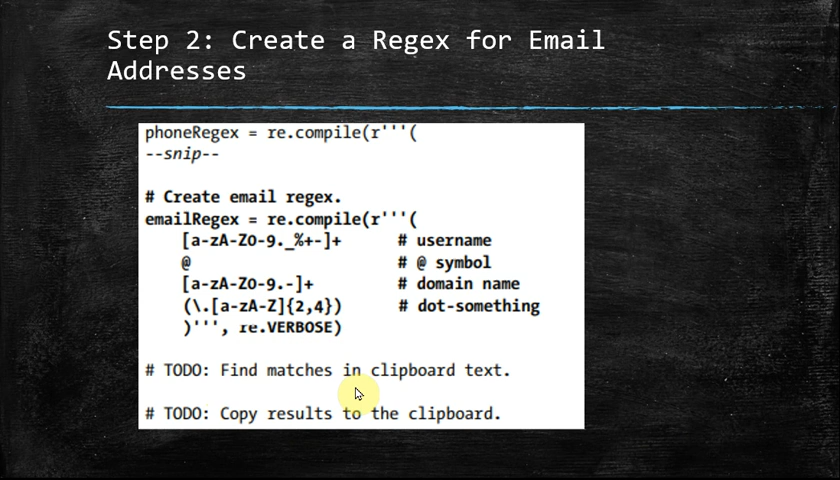 Step 2: Create a Regex for Email
Addresses
phoneRegex = re.compile(r'''(
--snip--
# Create email regex.
emailRegex = re.compile(r'''(
[a-zA-Z0-9._%+-]+ # username
@ # @ symbol
[a-zA-Z0-9.-]+ # domain name
(\.[a-zA-Z]{2,4}) # dot-something
)''', re.VERBOSE)
# TODO: Find matches in clipboard text.
# TODO: Copy results to the clipboard.